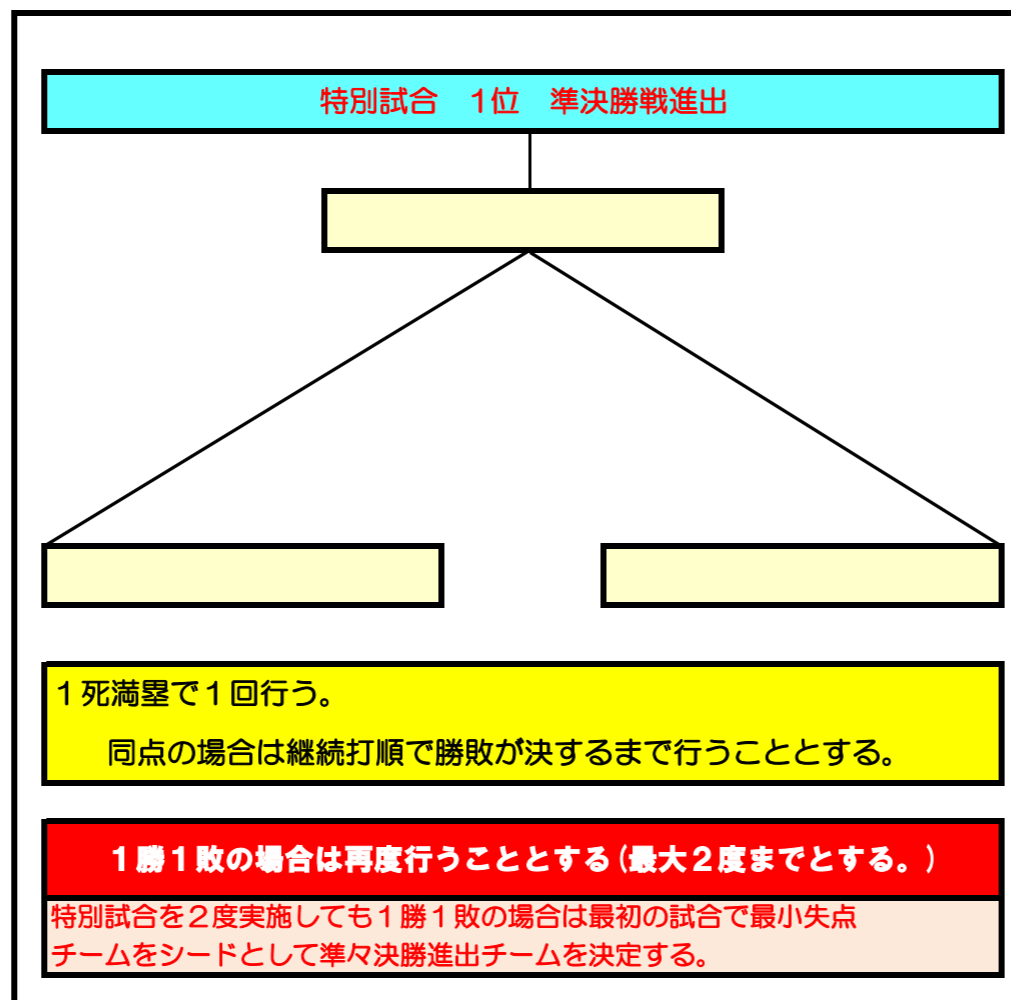 特別試合　1位　準決勝戦進出
１死満塁で１回行う。
同点の場合は継続打順で勝敗が決するまで行うこととする。
１勝１敗の場合は再度行うこととする(最大２度までとする。)
特別試合を２度実施しても１勝１敗の場合は最初の試合で最小失点
チームをシードとして準々決勝進出チームを決定する。